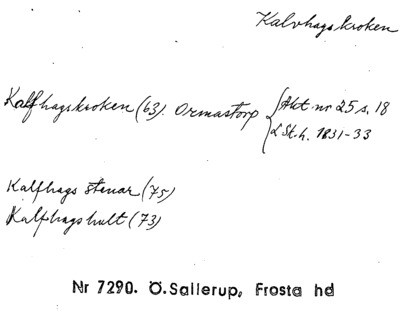 Kalvhagskroken
Kalfhagskroken (63). Ormastorp { Akt nr 25 s. 18
L St. h. 1831-33
Kalfhags stenar (75)
Kalfhagshult (73)
Nr 7290. Ö. Sallerup, Frosta hd